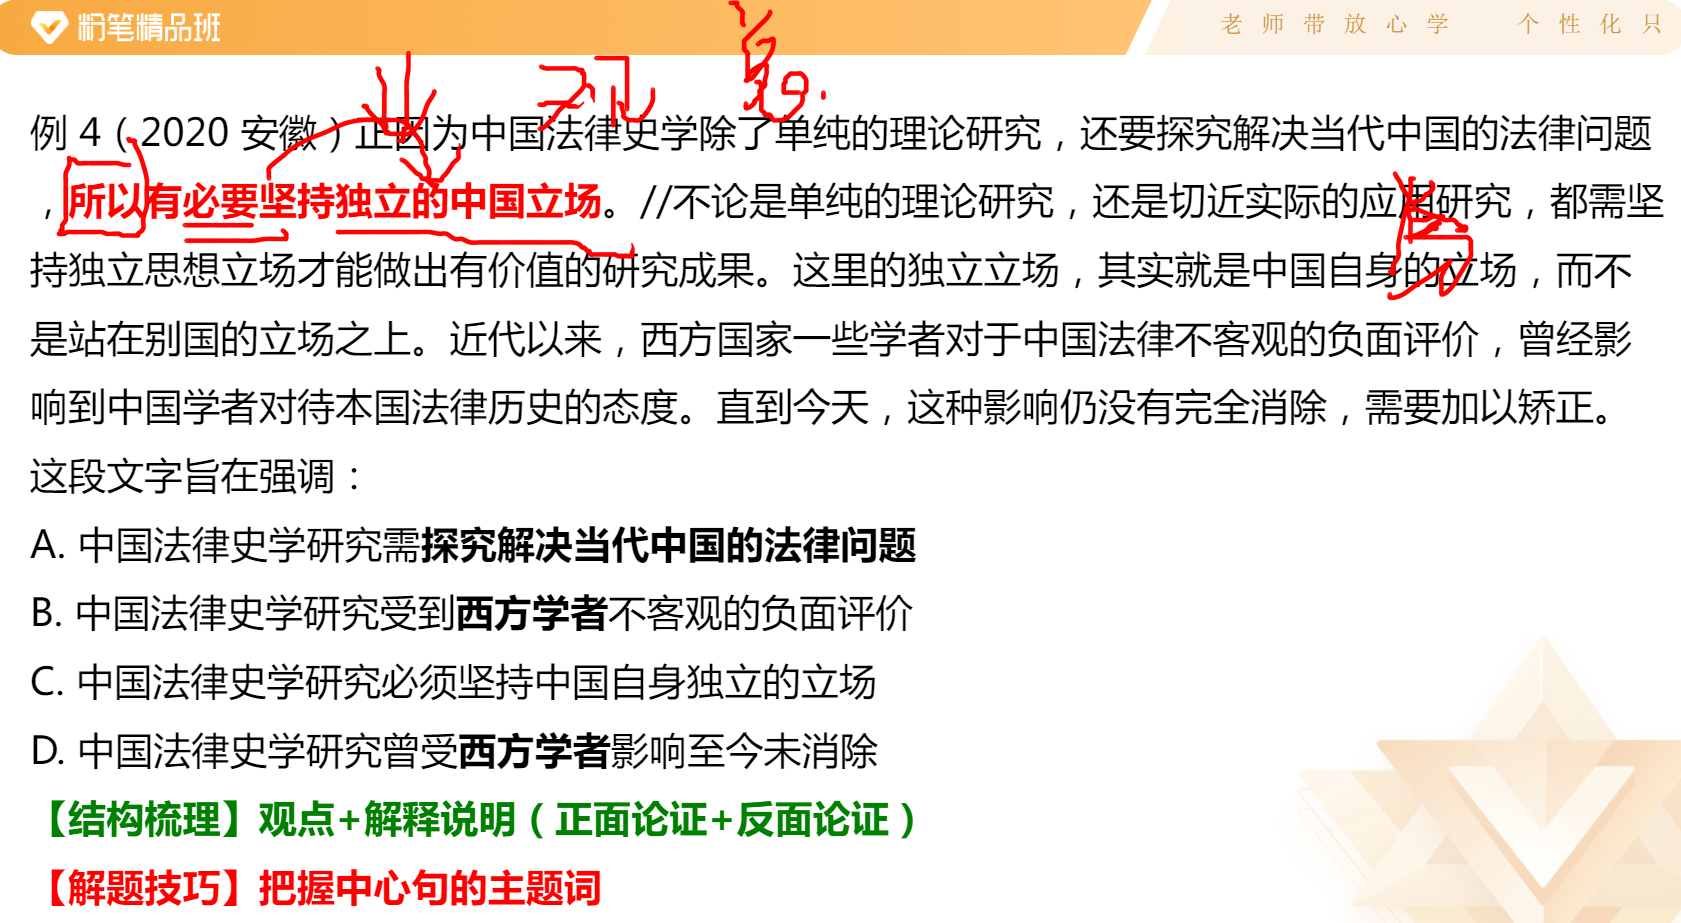 粉笔精品班
老师带放心学 个性化只
例 4（2020 安徽）正因为中国法律史学除了单纯的理论研究，还要探究解决当代中国的法律问题
，所以有必要坚持独立的中国立场。//不论是单纯的理论研究，还是切近实际的应用研究，都需坚
持独立思想立场才能做出有价值的研究成果。这里的独立立场，其实就是中国自身的立场，而不
是站在别国的立场之上。近代以来，西方国家一些学者对于中国法律不客观的负面评价，曾经影
响到中国学者对待本国法律历史的态度。直到今天，这种影响仍没有完全消除，需要加以矫正。
这段文字旨在强调：
A. 中国法律史学研究需探究解决当代中国的法律问题
B. 中国法律史学研究受到西方学者不客观的负面评价
C. 中国法律史学研究必须坚持中国自身独立的立场
D. 中国法律史学研究曾受西方学者影响至今未消除
【结构梳理】观点+解释说明（正面论证+反面论证）
【解题技巧】把握中心句的主题词